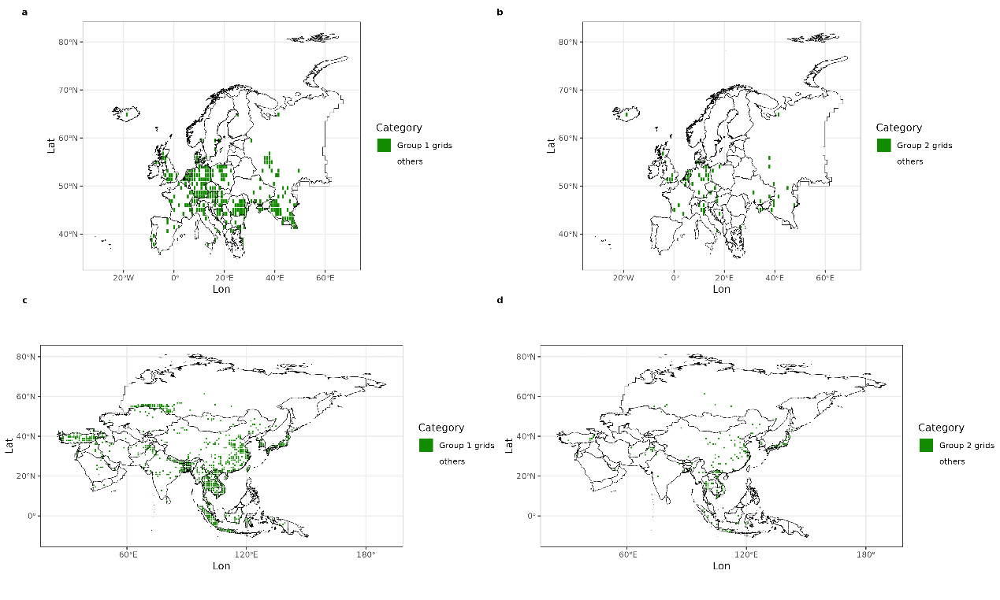 a
80°N
70°N
60°N
50°N
40°N
Lat
20°W
0°
20°E
40°E
60°E
Lon
Category
Group 1 grids
others
b
80°N
70°N
60°N
50°N
40°N
Lat
20°W
0°
20°E
40°E
60°E
Lon
Category
Group 2 grids
others
c
80°N
60°N
40°N
20°N
0°
Lat
60°E
120°E
180°
Lon
Category
Group 1 grids
others
d
80°N
60°N
40°N
20°N
0°
Lat
60°E
120°E
180°
Lon
Category
Group 2 grids
others